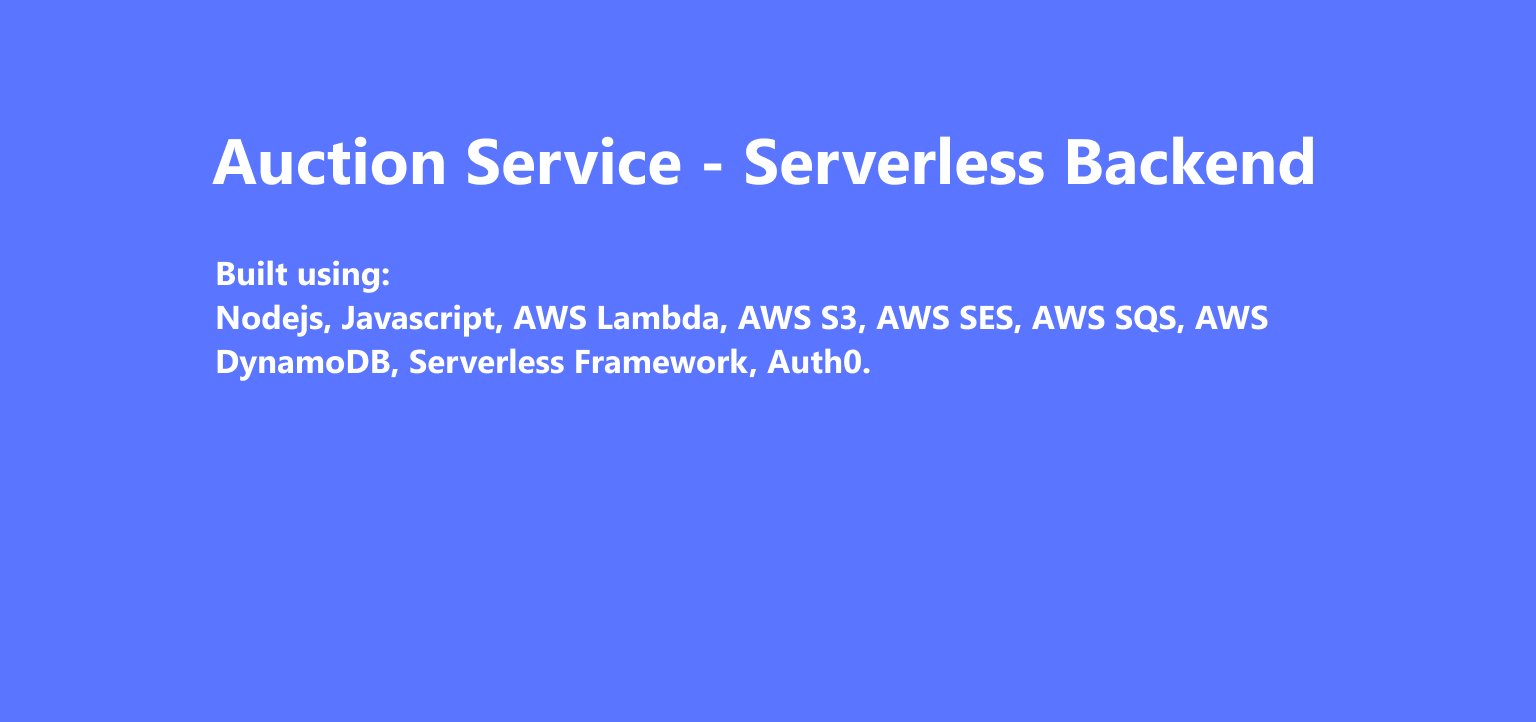 Auction Service - Serverless Backend
Built using:
Nodejs, Javascript, AWS Lambda, AWS S3, AWS SES, AWS SQS, AWS
DynamoDB, Serverless Framework, Auth0.